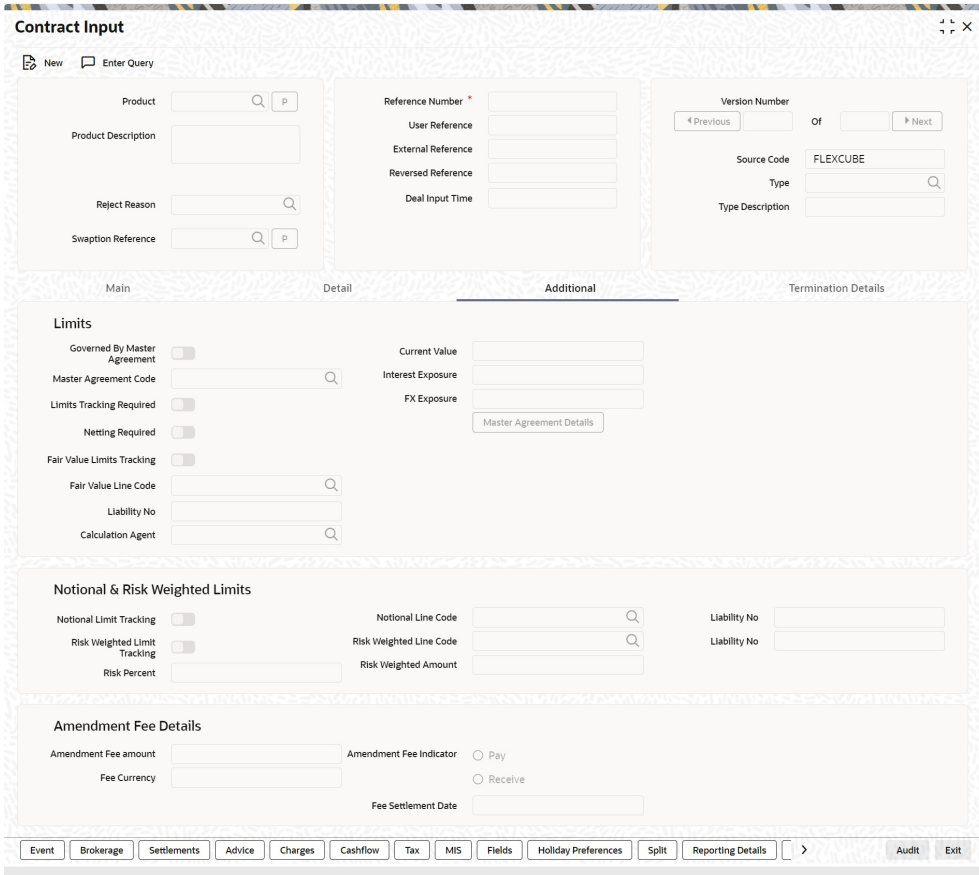 Contract Input
New Enter Query
Product P
Product Description
Reject Reason
Swaption Reference P
Reference Number *
User Reference
External Reference
Reversed Reference
Deal Input Time
Version Number
Previous Of Next
Source Code FLEXCUBE
Type
Type Description
Main Detail Additional Termination Details
Limits
Governed By Master
Agreement
Master Agreement Code
Limits Tracking Required
Netting Required
Fair Value Limits Tracking
Fair Value Line Code
Liability No
Calculation Agent
Current Value
Interest Exposure
FX Exposure
Master Agreement Details
Notional & Risk Weighted Limits
Notional Limit Tracking
Risk Weighted Limit
Tracking
Risk Percent
Notional Line Code
Risk Weighted Line Code
Risk Weighted Amount
Liability No
Liability No
Amendment Fee Details
Amendment Fee amount
Fee Currency
Amendment Fee Indicator Pay
Receive
Fee Settlement Date
Event Brokerage Settlements Advice Charges Cashflow Tax MIS Fields Holiday Preferences Split Reporting Details Audit Exit